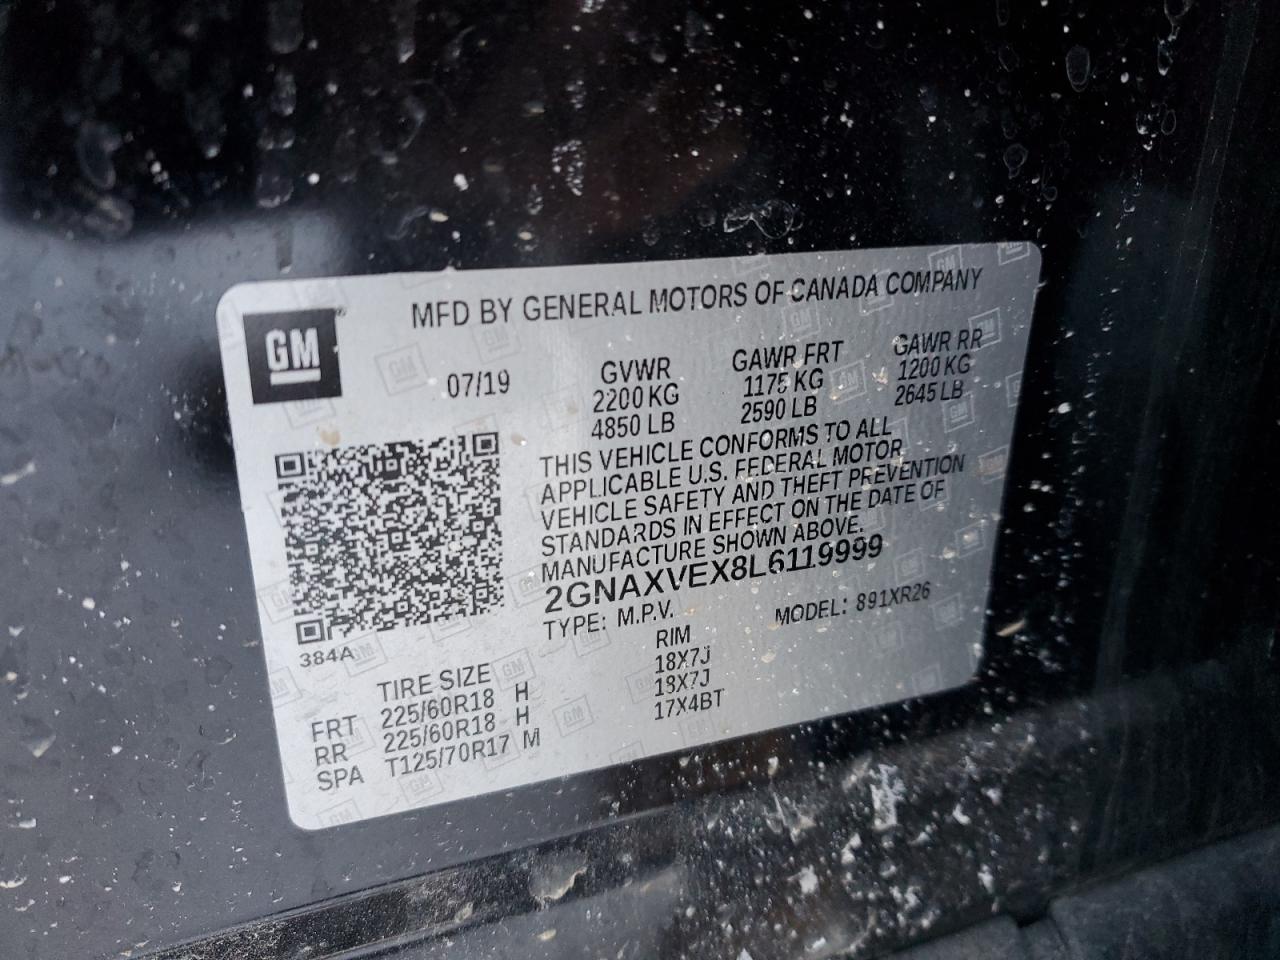 GM
MFD BY GENERAL MOTORS OF CANADA COMPANY
07/19
GVWR GAWR FRT GAWR RR
2200 KG 1175 KG 1200 KG
4850 LB 2590 LB 2645 LB
THIS VEHICLE CONFORMS TO ALL
APPLICABLE U.S. FEDERAL MOTOR
VEHICLE SAFETY AND THEFT PREVENTION
STANDARDS IN EFFECT ON THE DATE OF
MANUFACTURE SHOWN ABOVE.
2GNAXVEX8L6119999
TYPE: M.P.V. MODEL: 891XR26
384A
TIRE SIZE RIM
FRT 225/60R18 H 18X7J
RR 225/60R18 H 18X7J
SPA T125/70R17 M 17X4BT